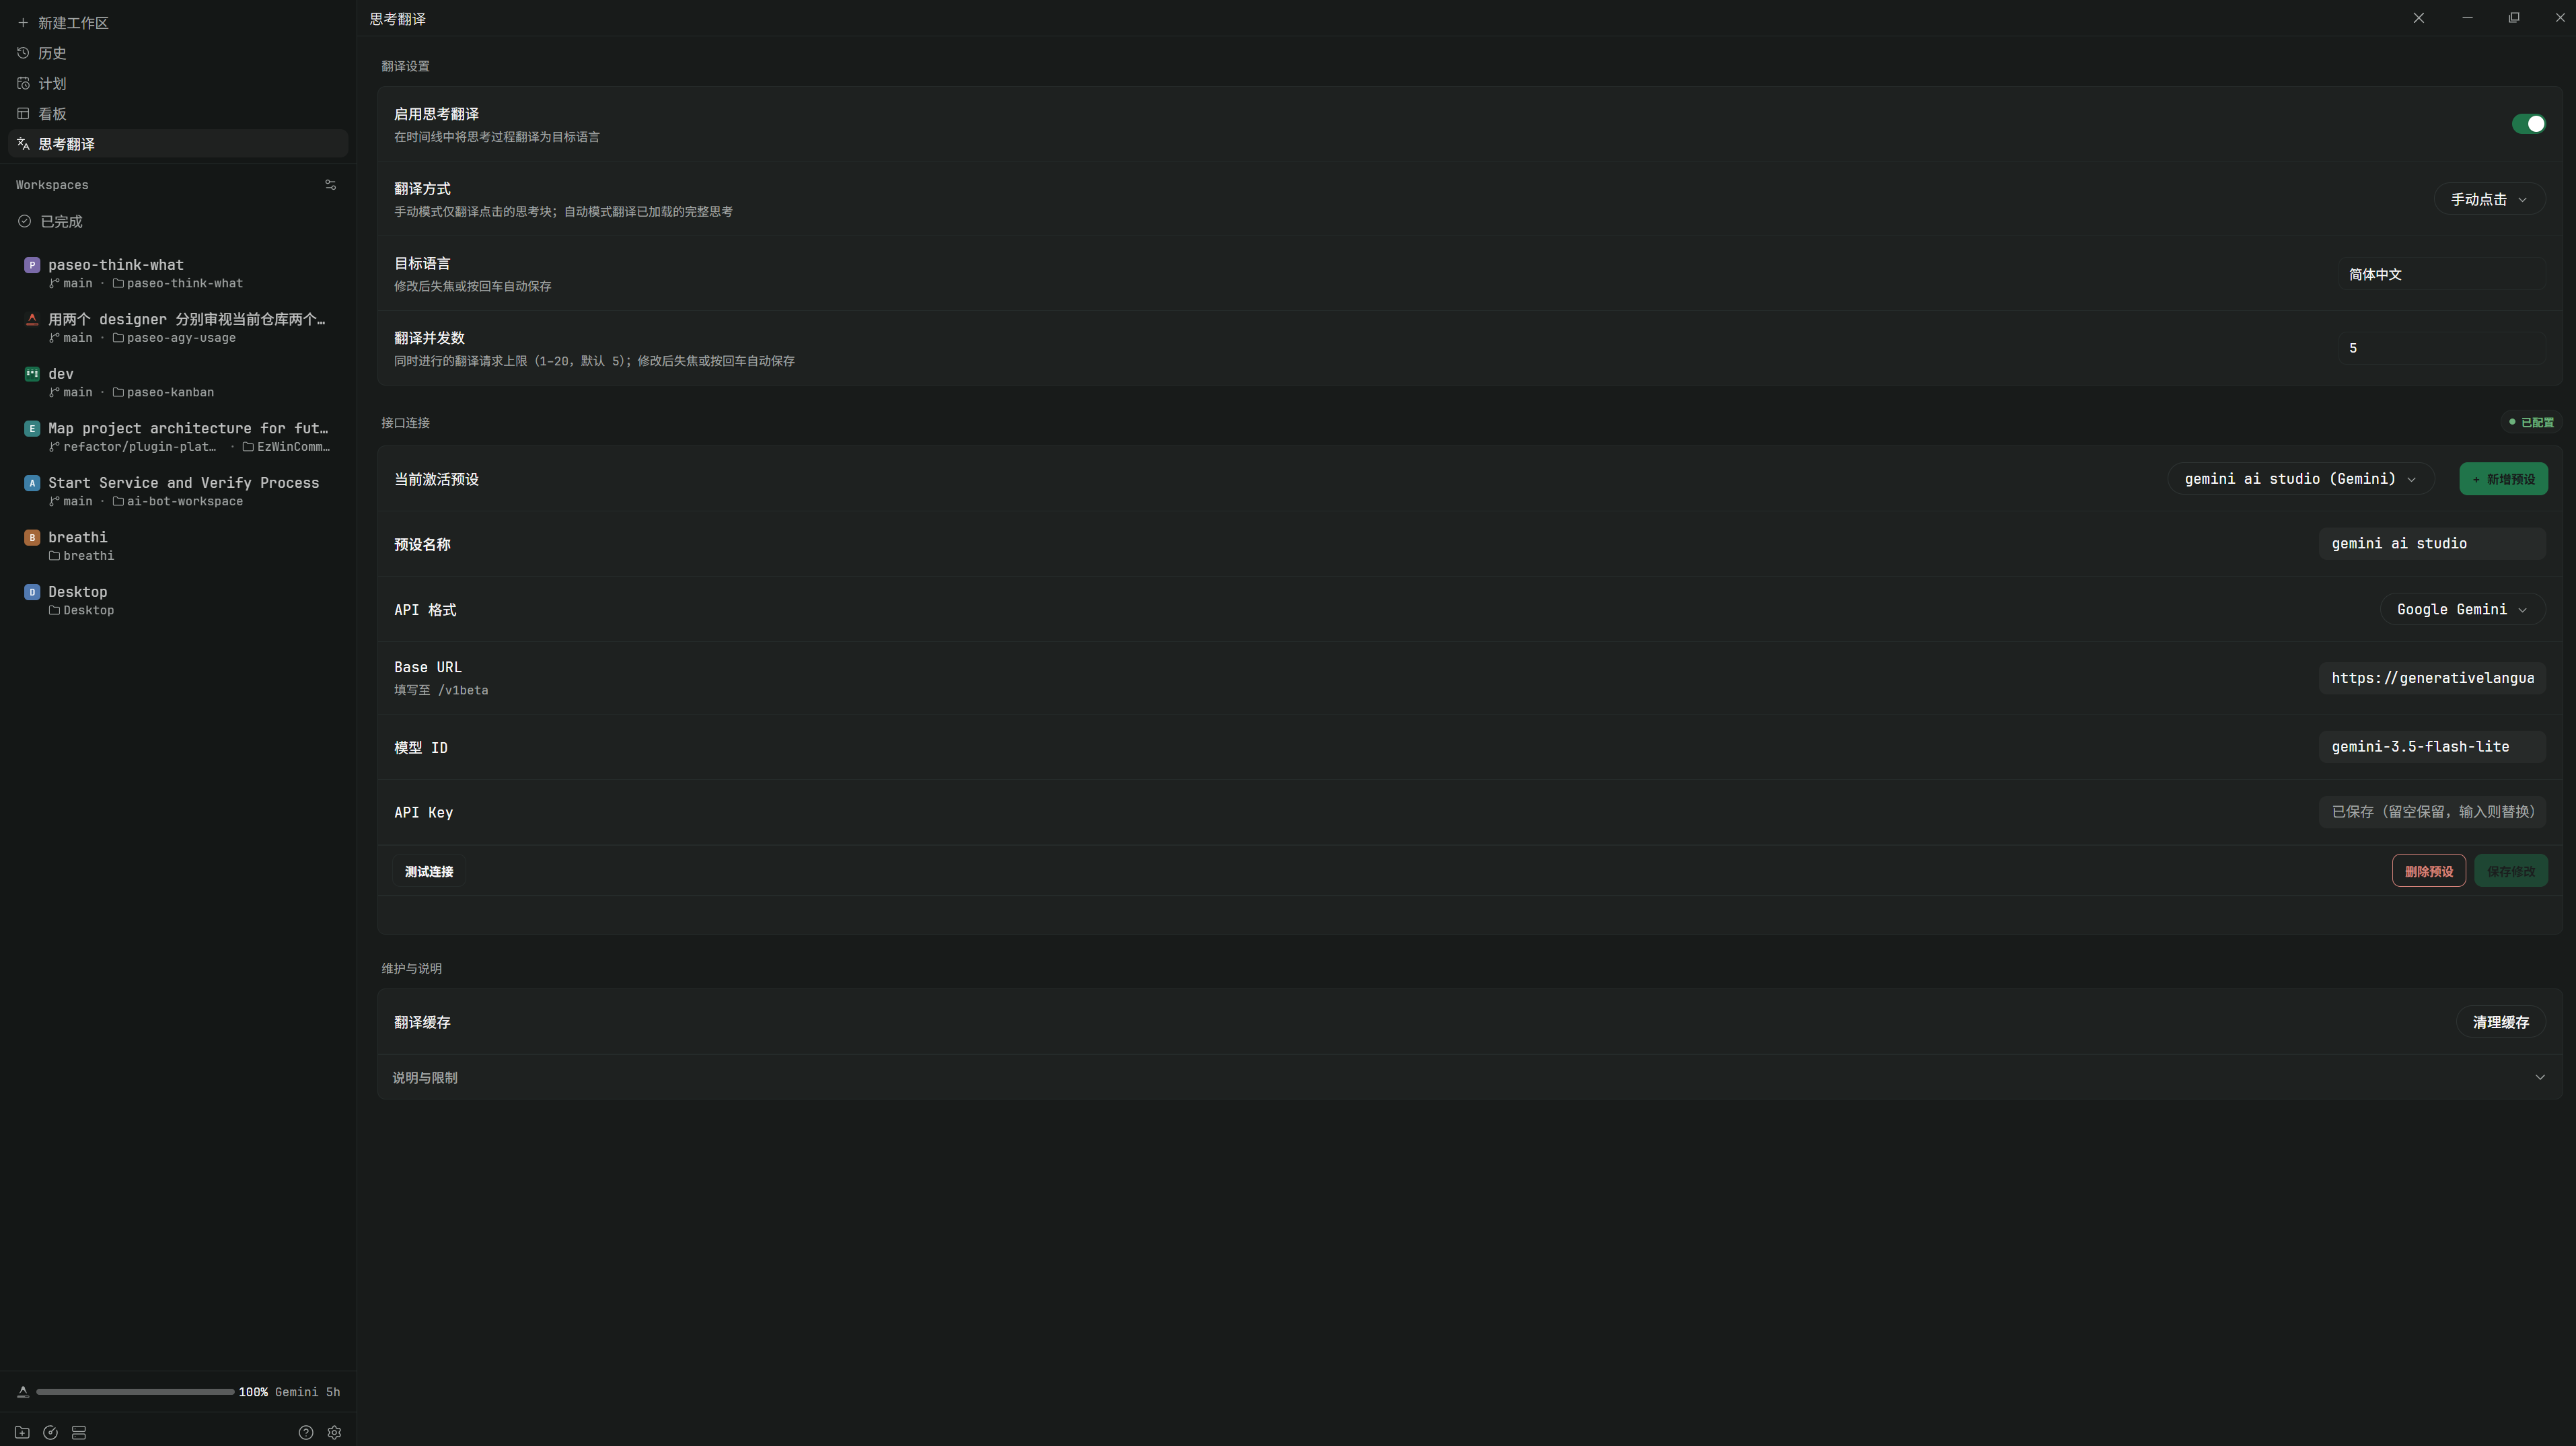 新建工作区
历史
计划
看板
思考翻译
Workspaces
已完成
P paseo-think-what
main · paseo-think-what
用两个 designer 分别审视当前仓库两个…
main · paseo-agy-usage
dev
main · paseo-kanban
E Map project architecture for fut…
refactor/plugin-plat… · EzWinComm…
A Start Service and Verify Process
main · ai-bot-workspace
B breathi
breathi
D Desktop
Desktop
100% Gemini 5h
思考翻译
翻译设置
启用思考翻译
在时间线中将思考过程翻译为目标语言
翻译方式
手动模式仅翻译点击的思考块；自动模式翻译已加载的完整思考
手动点击
目标语言
修改后失焦或按回车自动保存
简体中文
翻译并发数
同时进行的翻译请求上限（1–20，默认 5）；修改后失焦或按回车自动保存
5
接口连接
已配置
当前激活预设
gemini ai studio (Gemini)
+ 新增预设
预设名称
gemini ai studio
API 格式
Google Gemini
Base URL
填写至 /v1beta
https://generativelangua
模型 ID
gemini-3.5-flash-lite
API Key
已保存（留空保留，输入则替换）
测试连接
删除预设
保存修改
维护与说明
翻译缓存
清理缓存
说明与限制